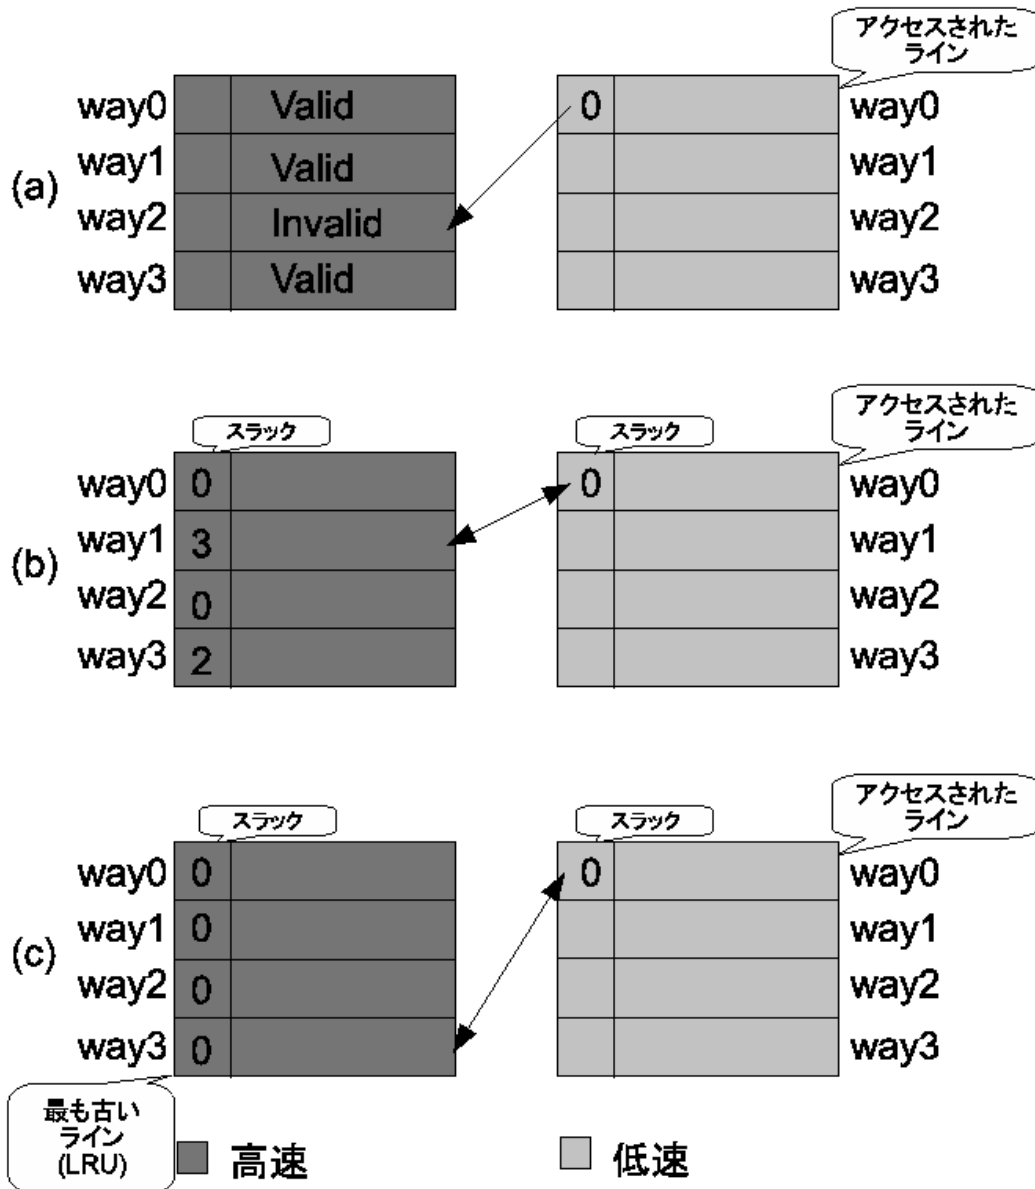 アクセスされた
ライン
(a)
way0 Valid 0 way0
way1 Valid way1
way2 Invalid way2
way3 Valid way3
アクセスされた
ライン
スラック スラック
(b)
way0 0 0 way0
way1 3 way1
way2 0 way2
way3 2 way3
アクセスされた
ライン
スラック スラック
(c)
way0 0 0 way0
way1 0 way1
way2 0 way2
way3 0 way3
最も古い
ライン
(LRU)
高速 低速